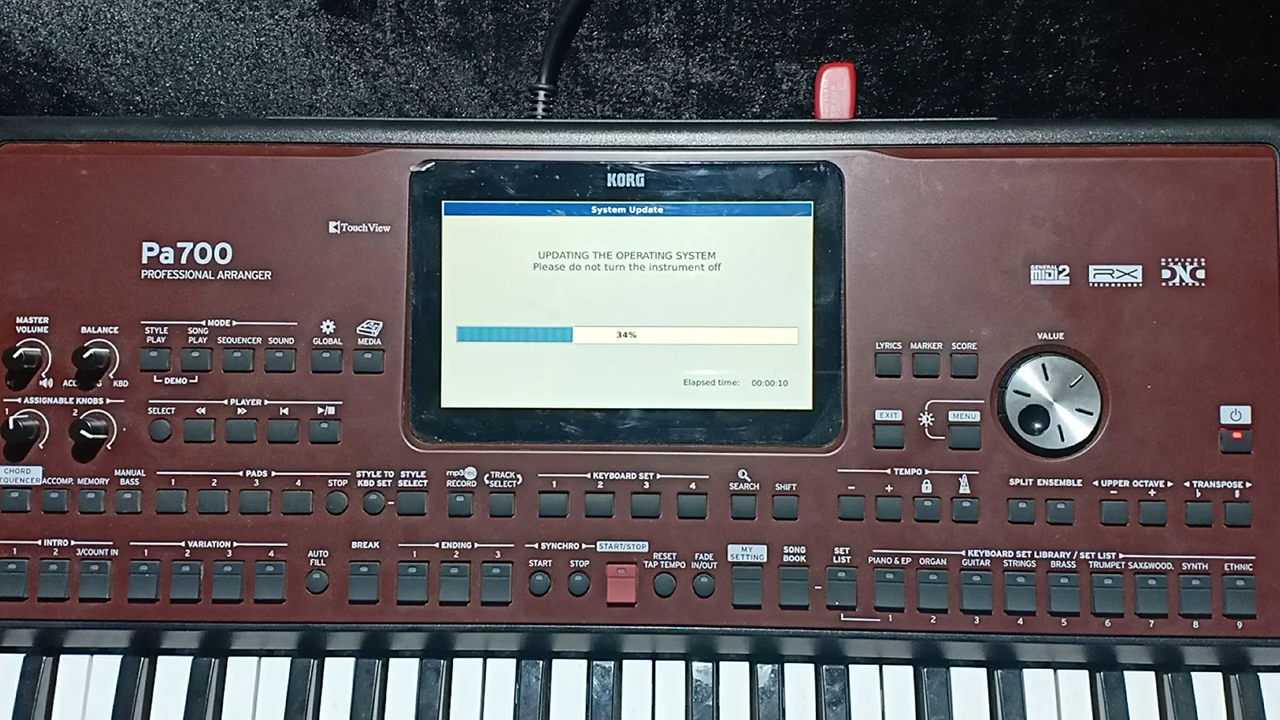 KORG
System Update
UPDATING THE OPERATING SYSTEM
Please do not turn the instrument off
34%
Elapsed time: 00:00:10
TouchView
Pa700
PROFESSIONAL ARRANGER
GENERAL
midi2
RX
TECHNOLOGY
DNC
MASTER
VOLUME
BALANCE
KBD
MODE
STYLE
PLAY
SONG
PLAY
SEQUENCER
SOUND
GLOBAL
MEDIA
DEMO
ASSIGNABLE KNOBS
1
2
PLAYER
SELECT
LYRICS
MARKER
SCORE
VALUE
EXIT
MENU
CHORD
ACCOMP.
MEMORY
MANUAL
BASS
PADS
1 2 3 4
STOP
STYLE TO
KBD SET
STYLE
SELECT
mp3rec
RECORD
TRACK
SELECT
KEYBOARD SET
1 2 3 4
SEARCH
SHIFT
TEMPO
− +
SPLIT
ENSEMBLE
UPPER OCTAVE
− +
TRANSPOSE
♭ ♯
INTRO
1 2 3/COUNT IN
VARIATION
1 2 3 4
AUTO
FILL
BREAK
ENDING
1 2 3
SYNCHRO
START
STOP
START/STOP
RESET
TAP TEMPO
FADE
IN/OUT
MY
SETTING
SONG
BOOK
SET
LIST
KEYBOARD SET LIBRARY / SET LIST
PIANO & EP ORGAN GUITAR STRINGS BRASS TRUMPET SAX&WOOD. SYNTH ETHNIC
1 2 3 4 5 6 7 8 9